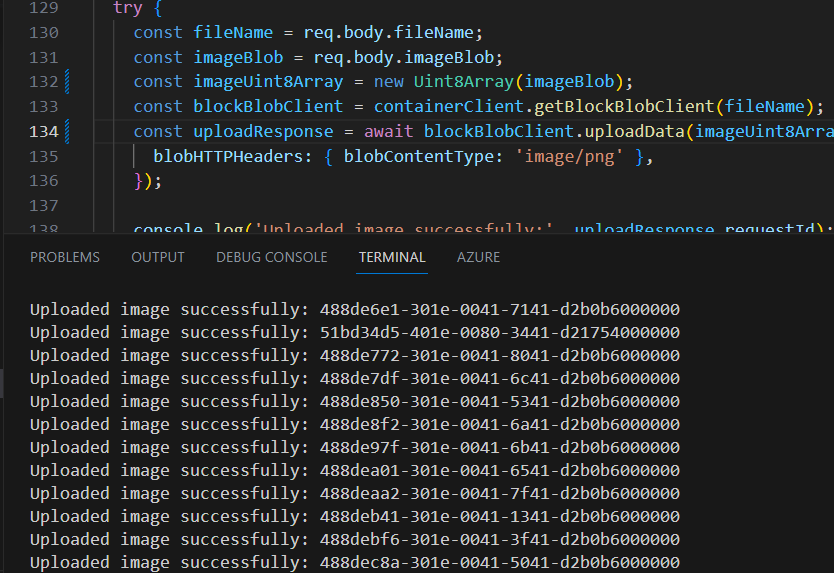 129 try {
130 const fileName = req.body.fileName;
131 const imageBlob = req.body.imageBlob;
132 const imageUint8Array = new Uint8Array(imageBlob);
133 const blockBlobClient = containerClient.getBlockBlobClient(fileName);
134 const uploadResponse = await blockBlobClient.uploadData(imageUint8Arra
135 blobHTTPHeaders: { blobContentType: 'image/png' },
136 });
137
138 console.log('Uploaded image successfully:', uploadResponse.requestId);
PROBLEMS OUTPUT DEBUG CONSOLE TERMINAL AZURE
Uploaded image successfully: 488de6e1-301e-0041-7141-d2b0b6000000
Uploaded image successfully: 51bd34d5-401e-0080-3441-d21754000000
Uploaded image successfully: 488de772-301e-0041-8041-d2b0b6000000
Uploaded image successfully: 488de7df-301e-0041-6c41-d2b0b6000000
Uploaded image successfully: 488de850-301e-0041-5341-d2b0b6000000
Uploaded image successfully: 488de8f2-301e-0041-6a41-d2b0b6000000
Uploaded image successfully: 488de97f-301e-0041-6b41-d2b0b6000000
Uploaded image successfully: 488dea01-301e-0041-6541-d2b0b6000000
Uploaded image successfully: 488deaa2-301e-0041-7f41-d2b0b6000000
Uploaded image successfully: 488deb41-301e-0041-1341-d2b0b6000000
Uploaded image successfully: 488debf6-301e-0041-3f41-d2b0b6000000
Uploaded image successfully: 488dec8a-301e-0041-5041-d2b0b6000000